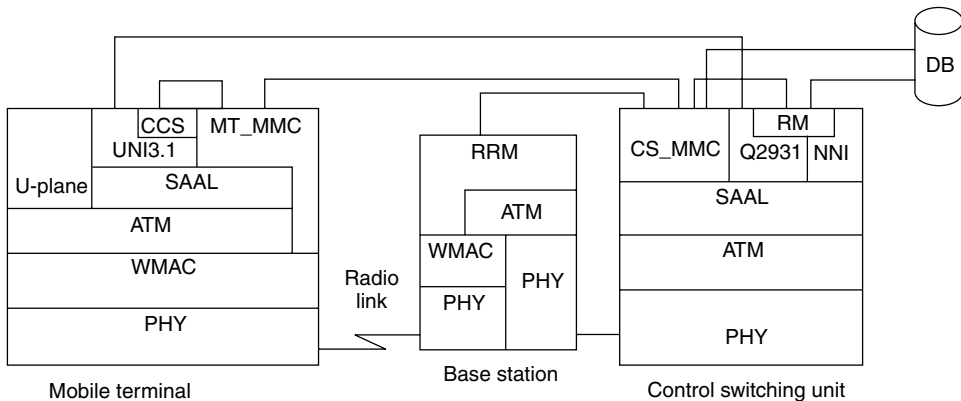 DB
CCS
MT_MMC
UNI3.1
U-plane
SAAL
ATM
WMAC
PHY
Mobile terminal
Radio
link
RRM
ATM
WMAC
PHY
PHY
Base station
RM
CS_MMC
Q2931
NNI
SAAL
ATM
PHY
Control switching unit